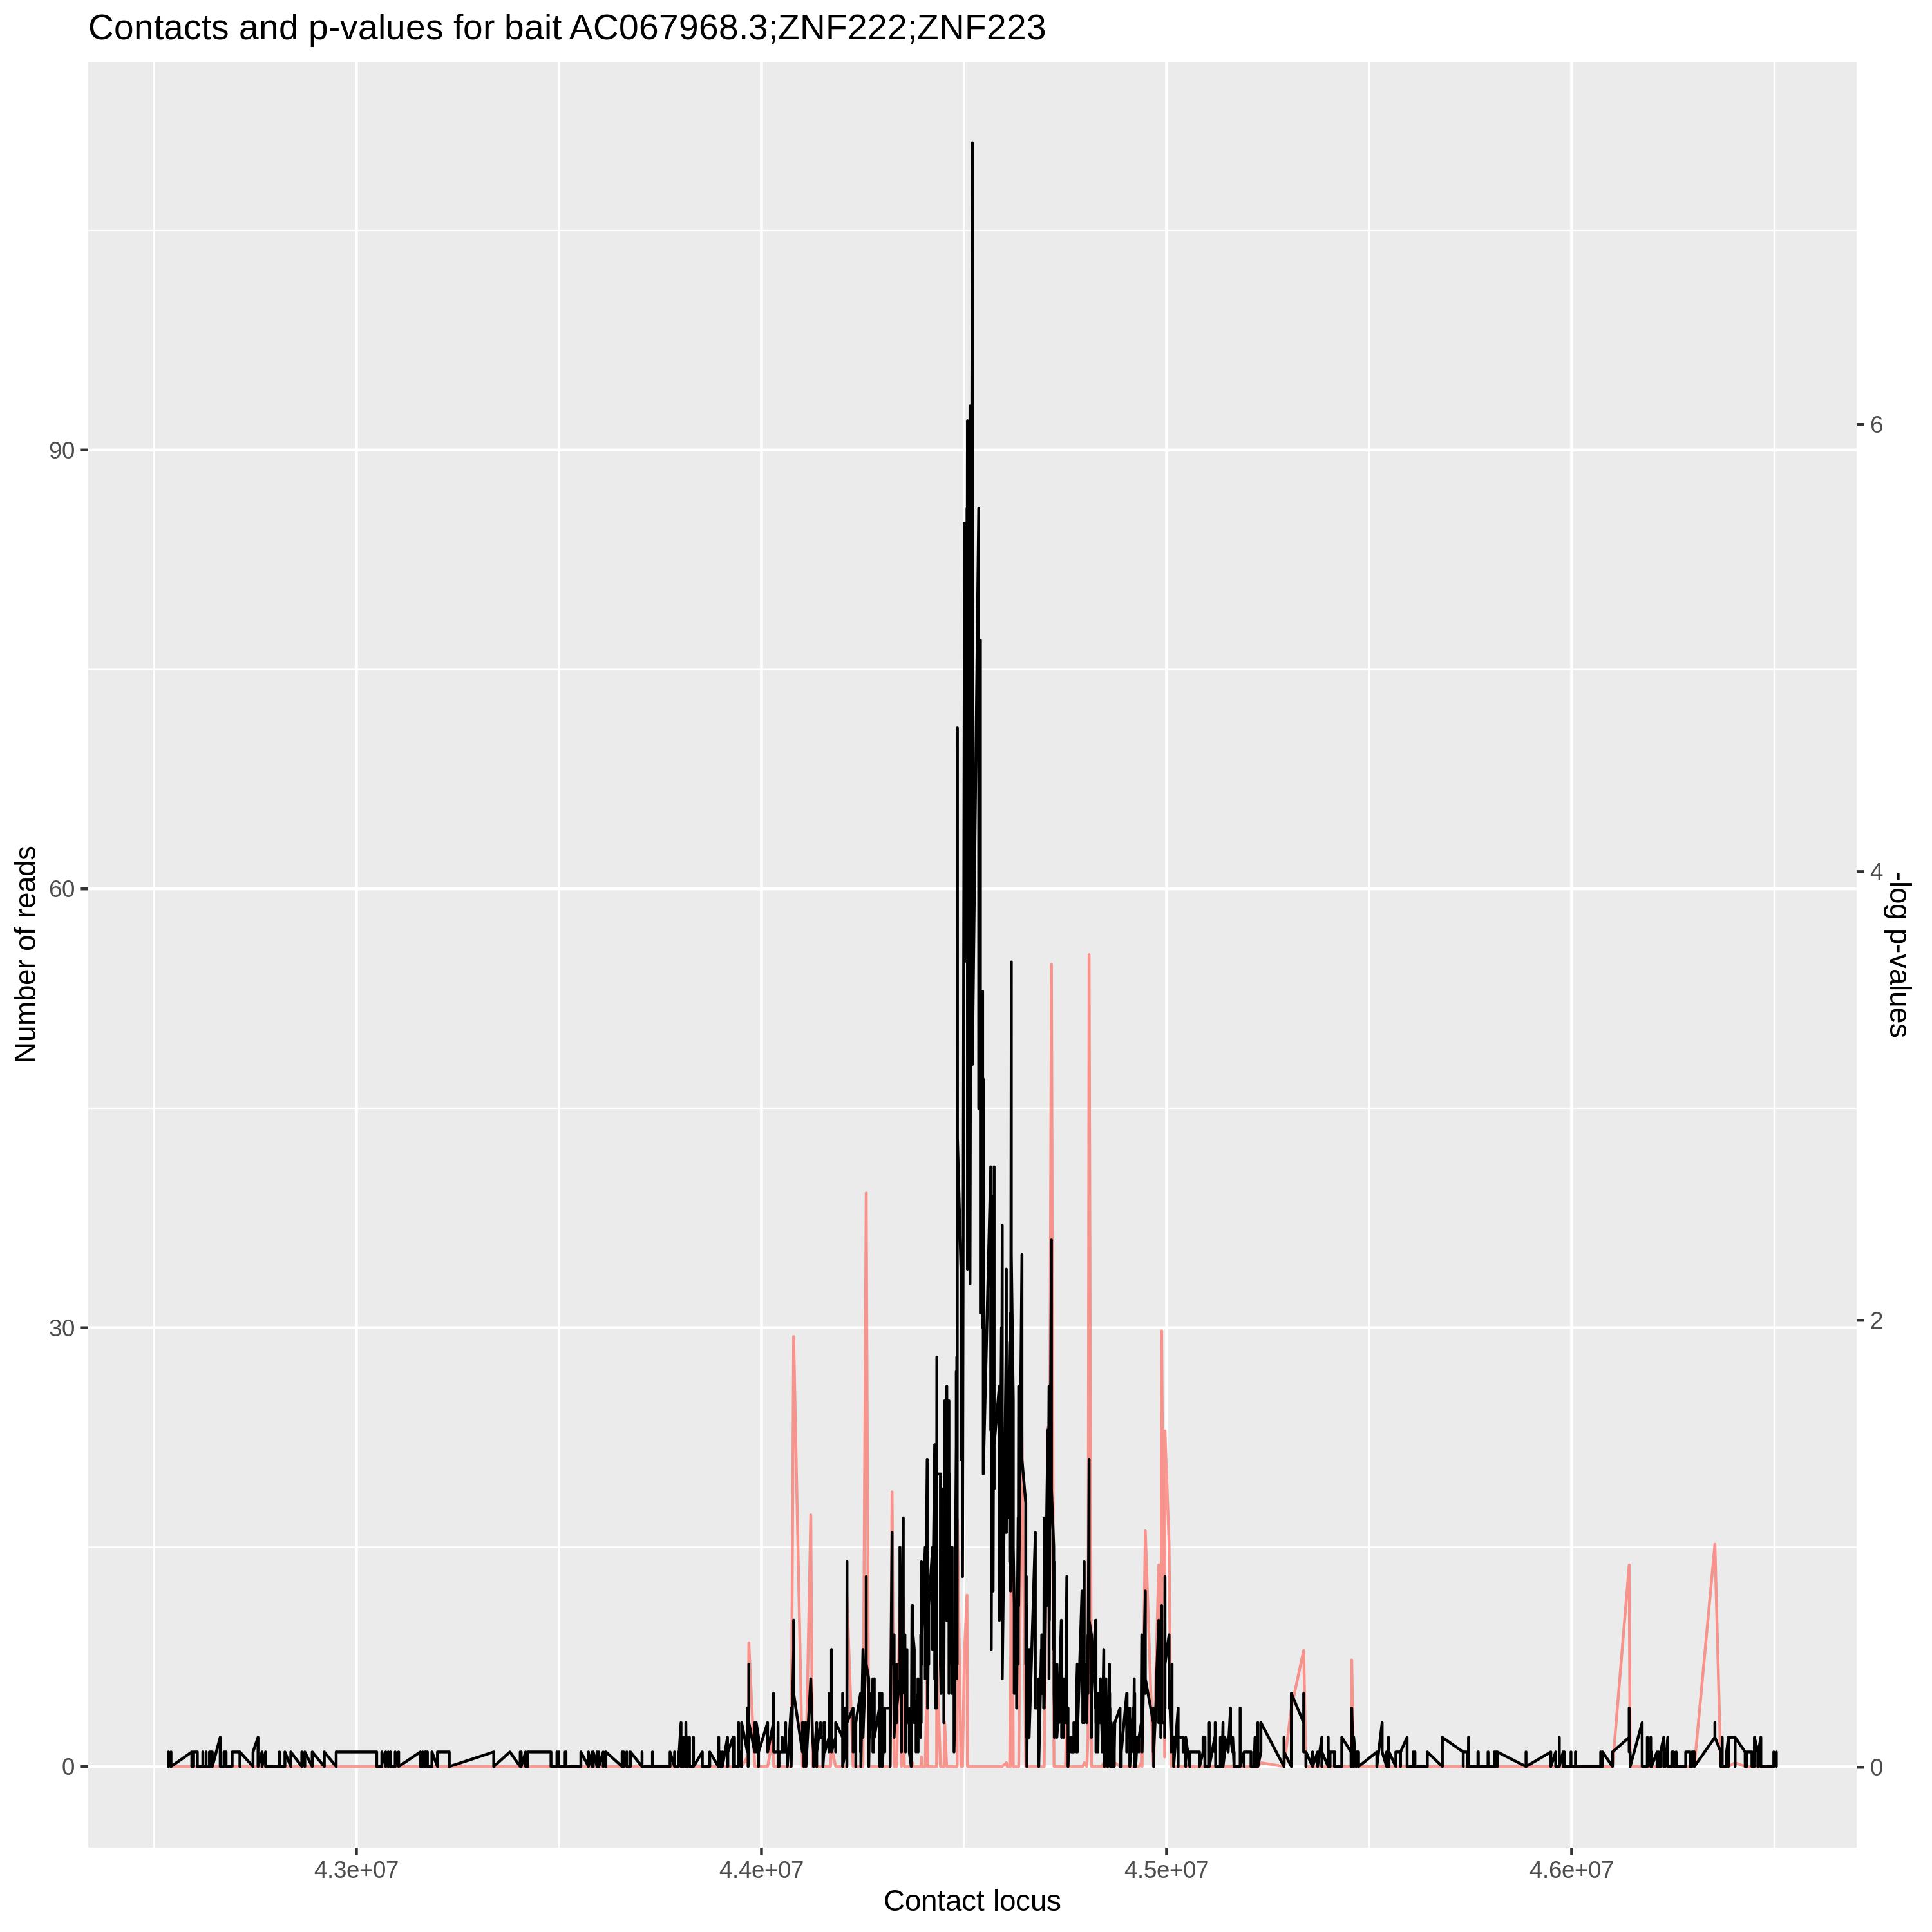 Contacts and p-values for bait AC067968.3;ZNF222;ZNF223
90
60
30
0
Number of reads
6
4
2
0
-log p-values
4.3e+07
4.4e+07
4.5e+07
4.6e+07
Contact locus